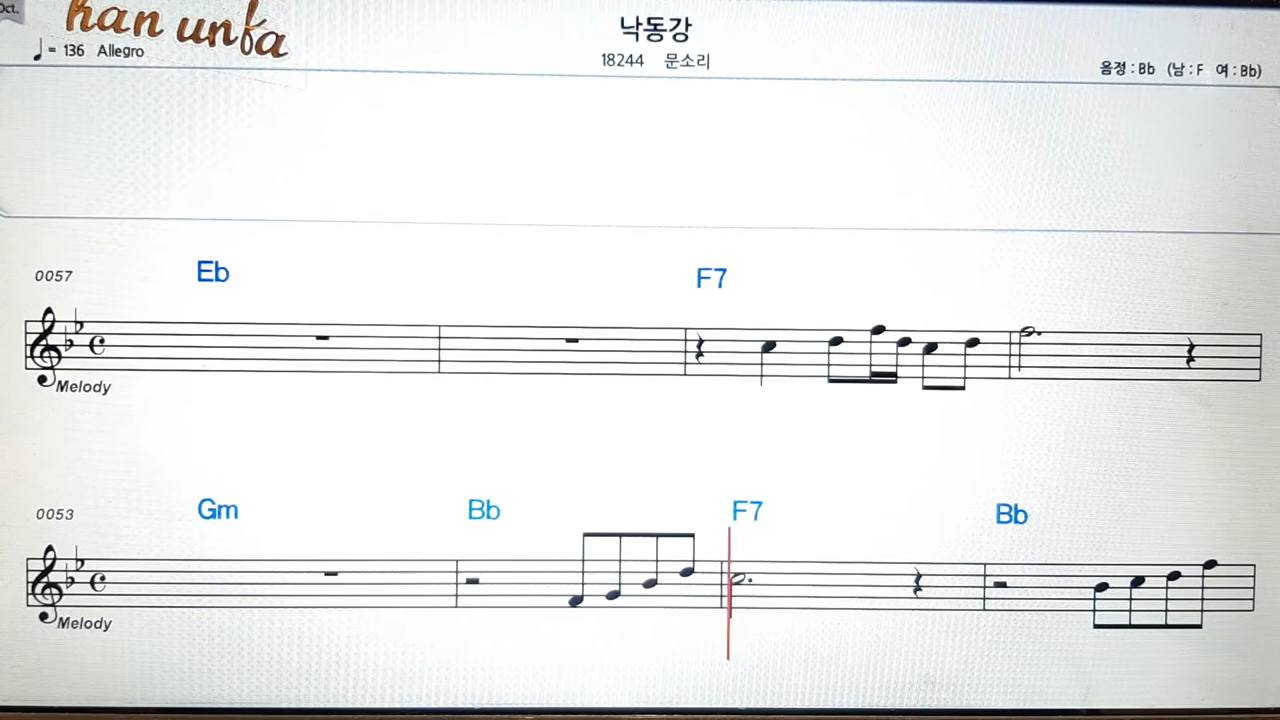 Oct.
han unfa
♩ = 136 Allegro
낙동강
18244 문소리
음정 : Bb (남 : F 여 : Bb)
0057
Eb F7
Melody
0053
Gm Bb F7 Bb
Melody